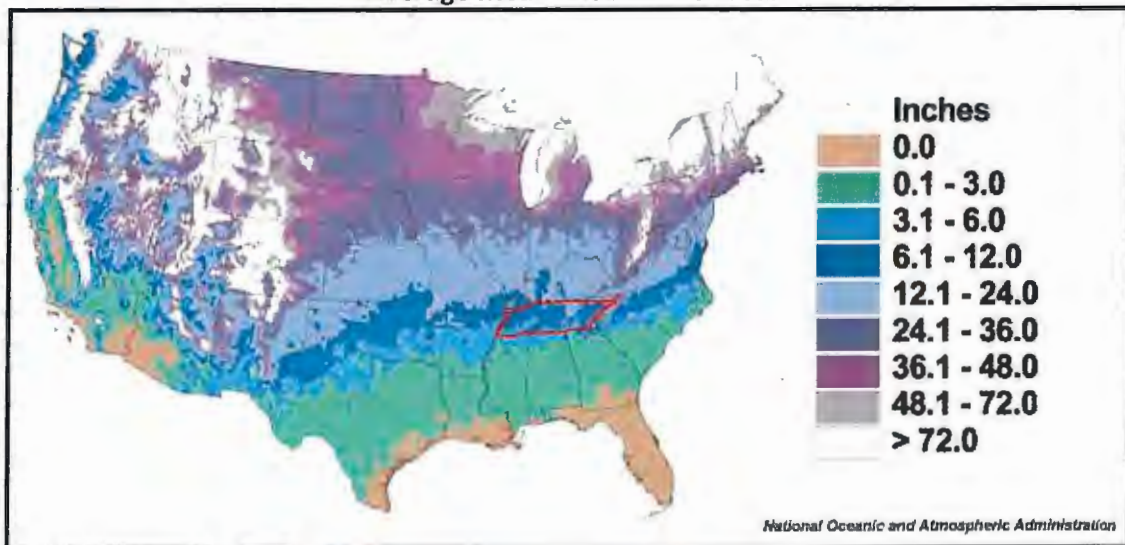 Inches
0.0
0.1 - 3.0
3.1 - 6.0
6.1 - 12.0
12.1 - 24.0
24.1 - 36.0
36.1 - 48.0
48.1 - 72.0
> 72.0
National Oceanic and Atmospheric Administration